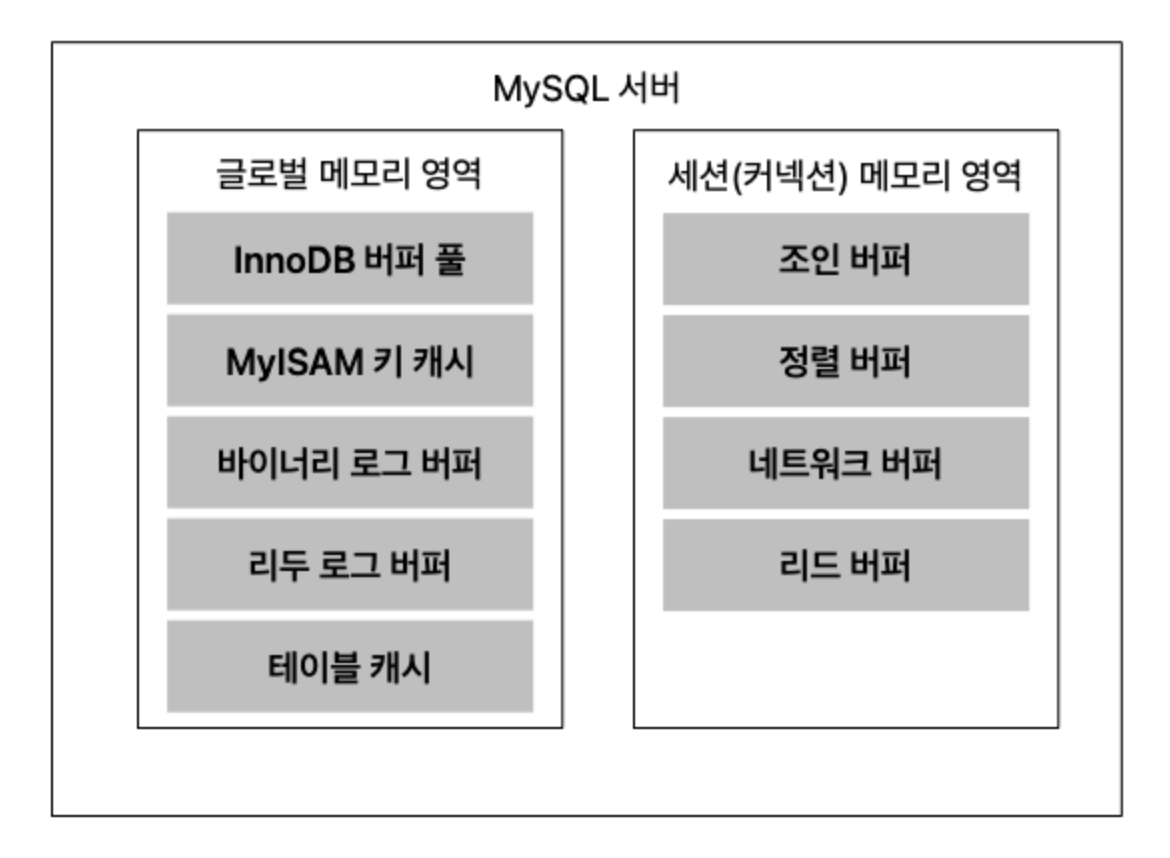 MySQL 서버
글로벌 메모리 영역
InnoDB 버퍼 풀
MyISAM 키 캐시
바이너리 로그 버퍼
리두 로그 버퍼
테이블 캐시
세션(커넥션) 메모리 영역
조인 버퍼
정렬 버퍼
네트워크 버퍼
리드 버퍼